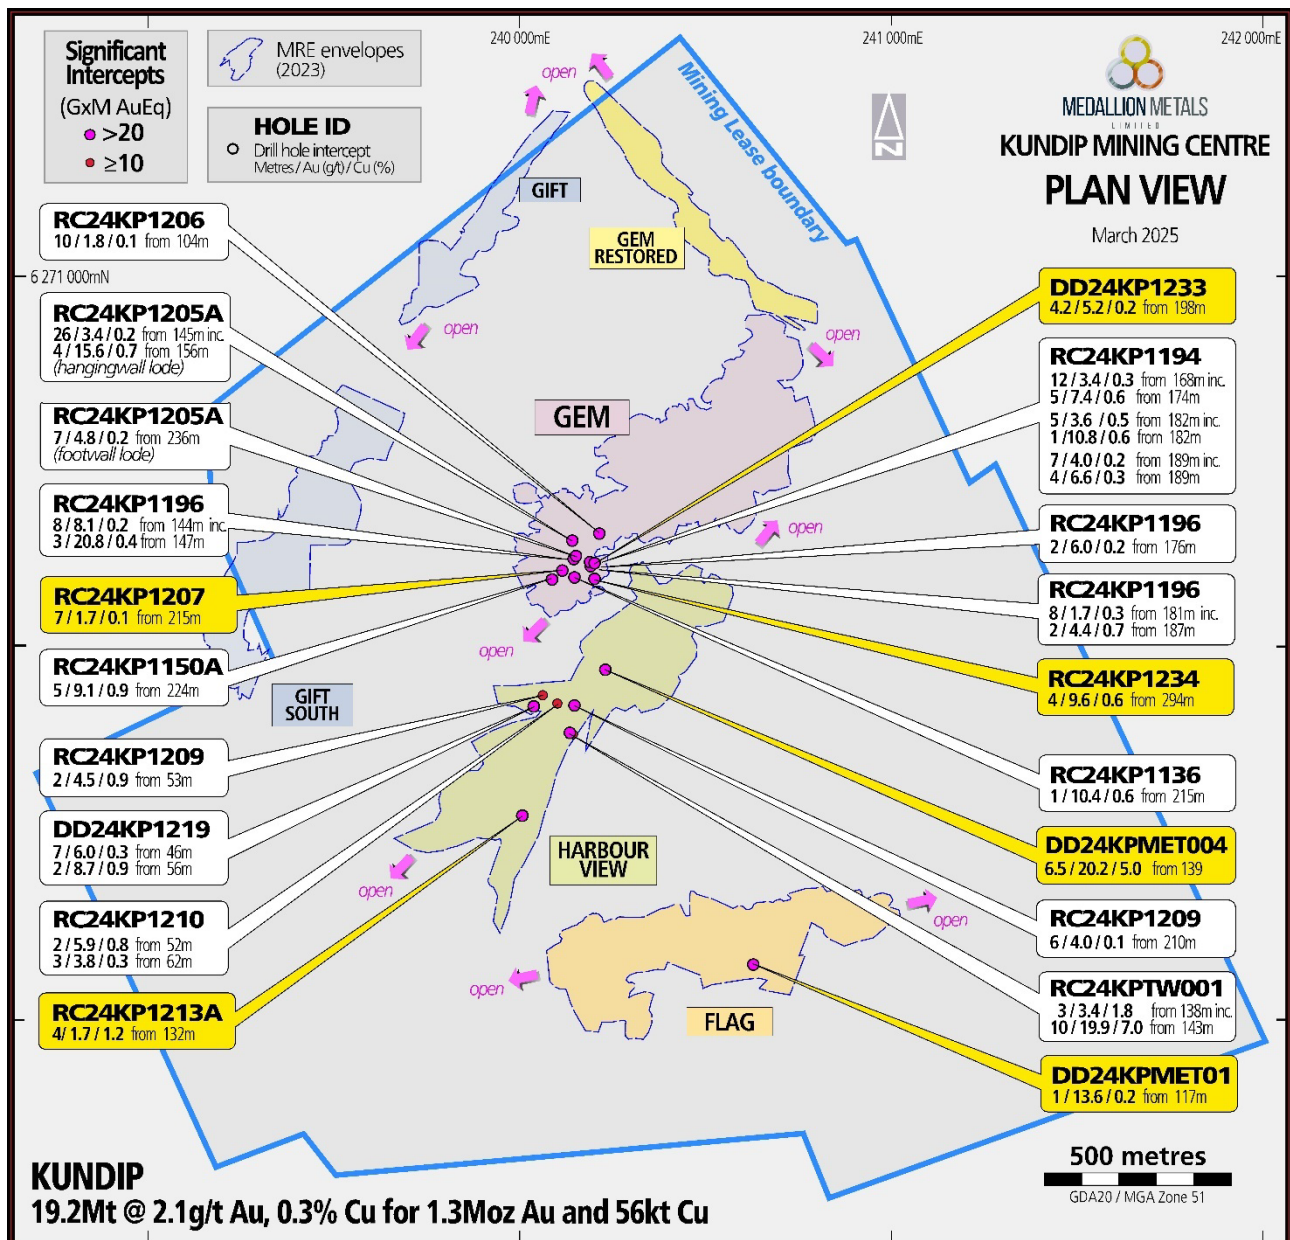 240 000mE
241 000mE
242 000mE
Significant
Intercepts
(GxM AuEq)
>20
≥10
MRE envelopes
(2023)
HOLE ID
Drill hole intercept
Metres / Au (g/t) / Cu (%)
MEDALLION METALS
LIMITED
KUNDIP MINING CENTRE
PLAN VIEW
March 2025
N
Mining Lease boundary
open
GIFT
GEM
RESTORED
6 271 000mN
open
open
GEM
open
open
GIFT
SOUTH
HARBOUR
VIEW
open
open
open
FLAG
RC24KP1206
10 / 1.8 / 0.1 from 104m
RC24KP1205A
26 / 3.4 / 0.2 from 145m inc.
4 / 15.6 / 0.7 from 156m
(hangingwall lode)
RC24KP1205A
7 / 4.8 / 0.2 from 236m
(footwall lode)
RC24KP1196
8 / 8.1 / 0.2 from 144m inc
3 / 20.8 / 0.4 from 147m
RC24KP1207
7 / 1.7 / 0.1 from 215m
RC24KP1150A
5 / 9.1 / 0.9 from 224m
RC24KP1209
2 / 4.5 / 0.9 from 53m
DD24KP1219
7 / 6.0 / 0.3 from 46m
2 / 8.7 / 0.9 from 56m
RC24KP1210
2 / 5.9 / 0.8 from 52m
3 / 3.8 / 0.3 from 62m
RC24KP1213A
4/ 1.7 / 1.2 from 132m
DD24KP1233
4.2 / 5.2 / 0.2 from 198m
RC24KP1194
12 / 3.4 / 0.3 from 168m inc.
5 / 7.4 / 0.6 from 174m
5 / 3.6 / 0.5 from 182m inc.
1 / 10.8 / 0.6 from 182m
7 / 4.0 / 0.2 from 189m inc.
4 / 6.6 / 0.3 from 189m
RC24KP1196
2 / 6.0 / 0.2 from 176m
RC24KP1196
8 / 1.7 / 0.3 from 181m inc.
2 / 4.4 / 0.7 from 187m
RC24KP1234
4 / 9.6 / 0.6 from 294m
RC24KP1136
1 / 10.4 / 0.6 from 215m
DD24KPMET004
6.5 / 20.2 / 5.0 from 139
RC24KP1209
6 / 4.0 / 0.1 from 210m
RC24KPTW001
3 / 3.4 / 1.8 from 138m inc.
10 / 19.9 / 7.0 from 143m
DD24KPMET01
1 / 13.6 / 0.2 from 117m
500 metres
GDA20 / MGA Zone 51
KUNDIP
19.2Mt @ 2.1g/t Au, 0.3% Cu for 1.3Moz Au and 56kt Cu